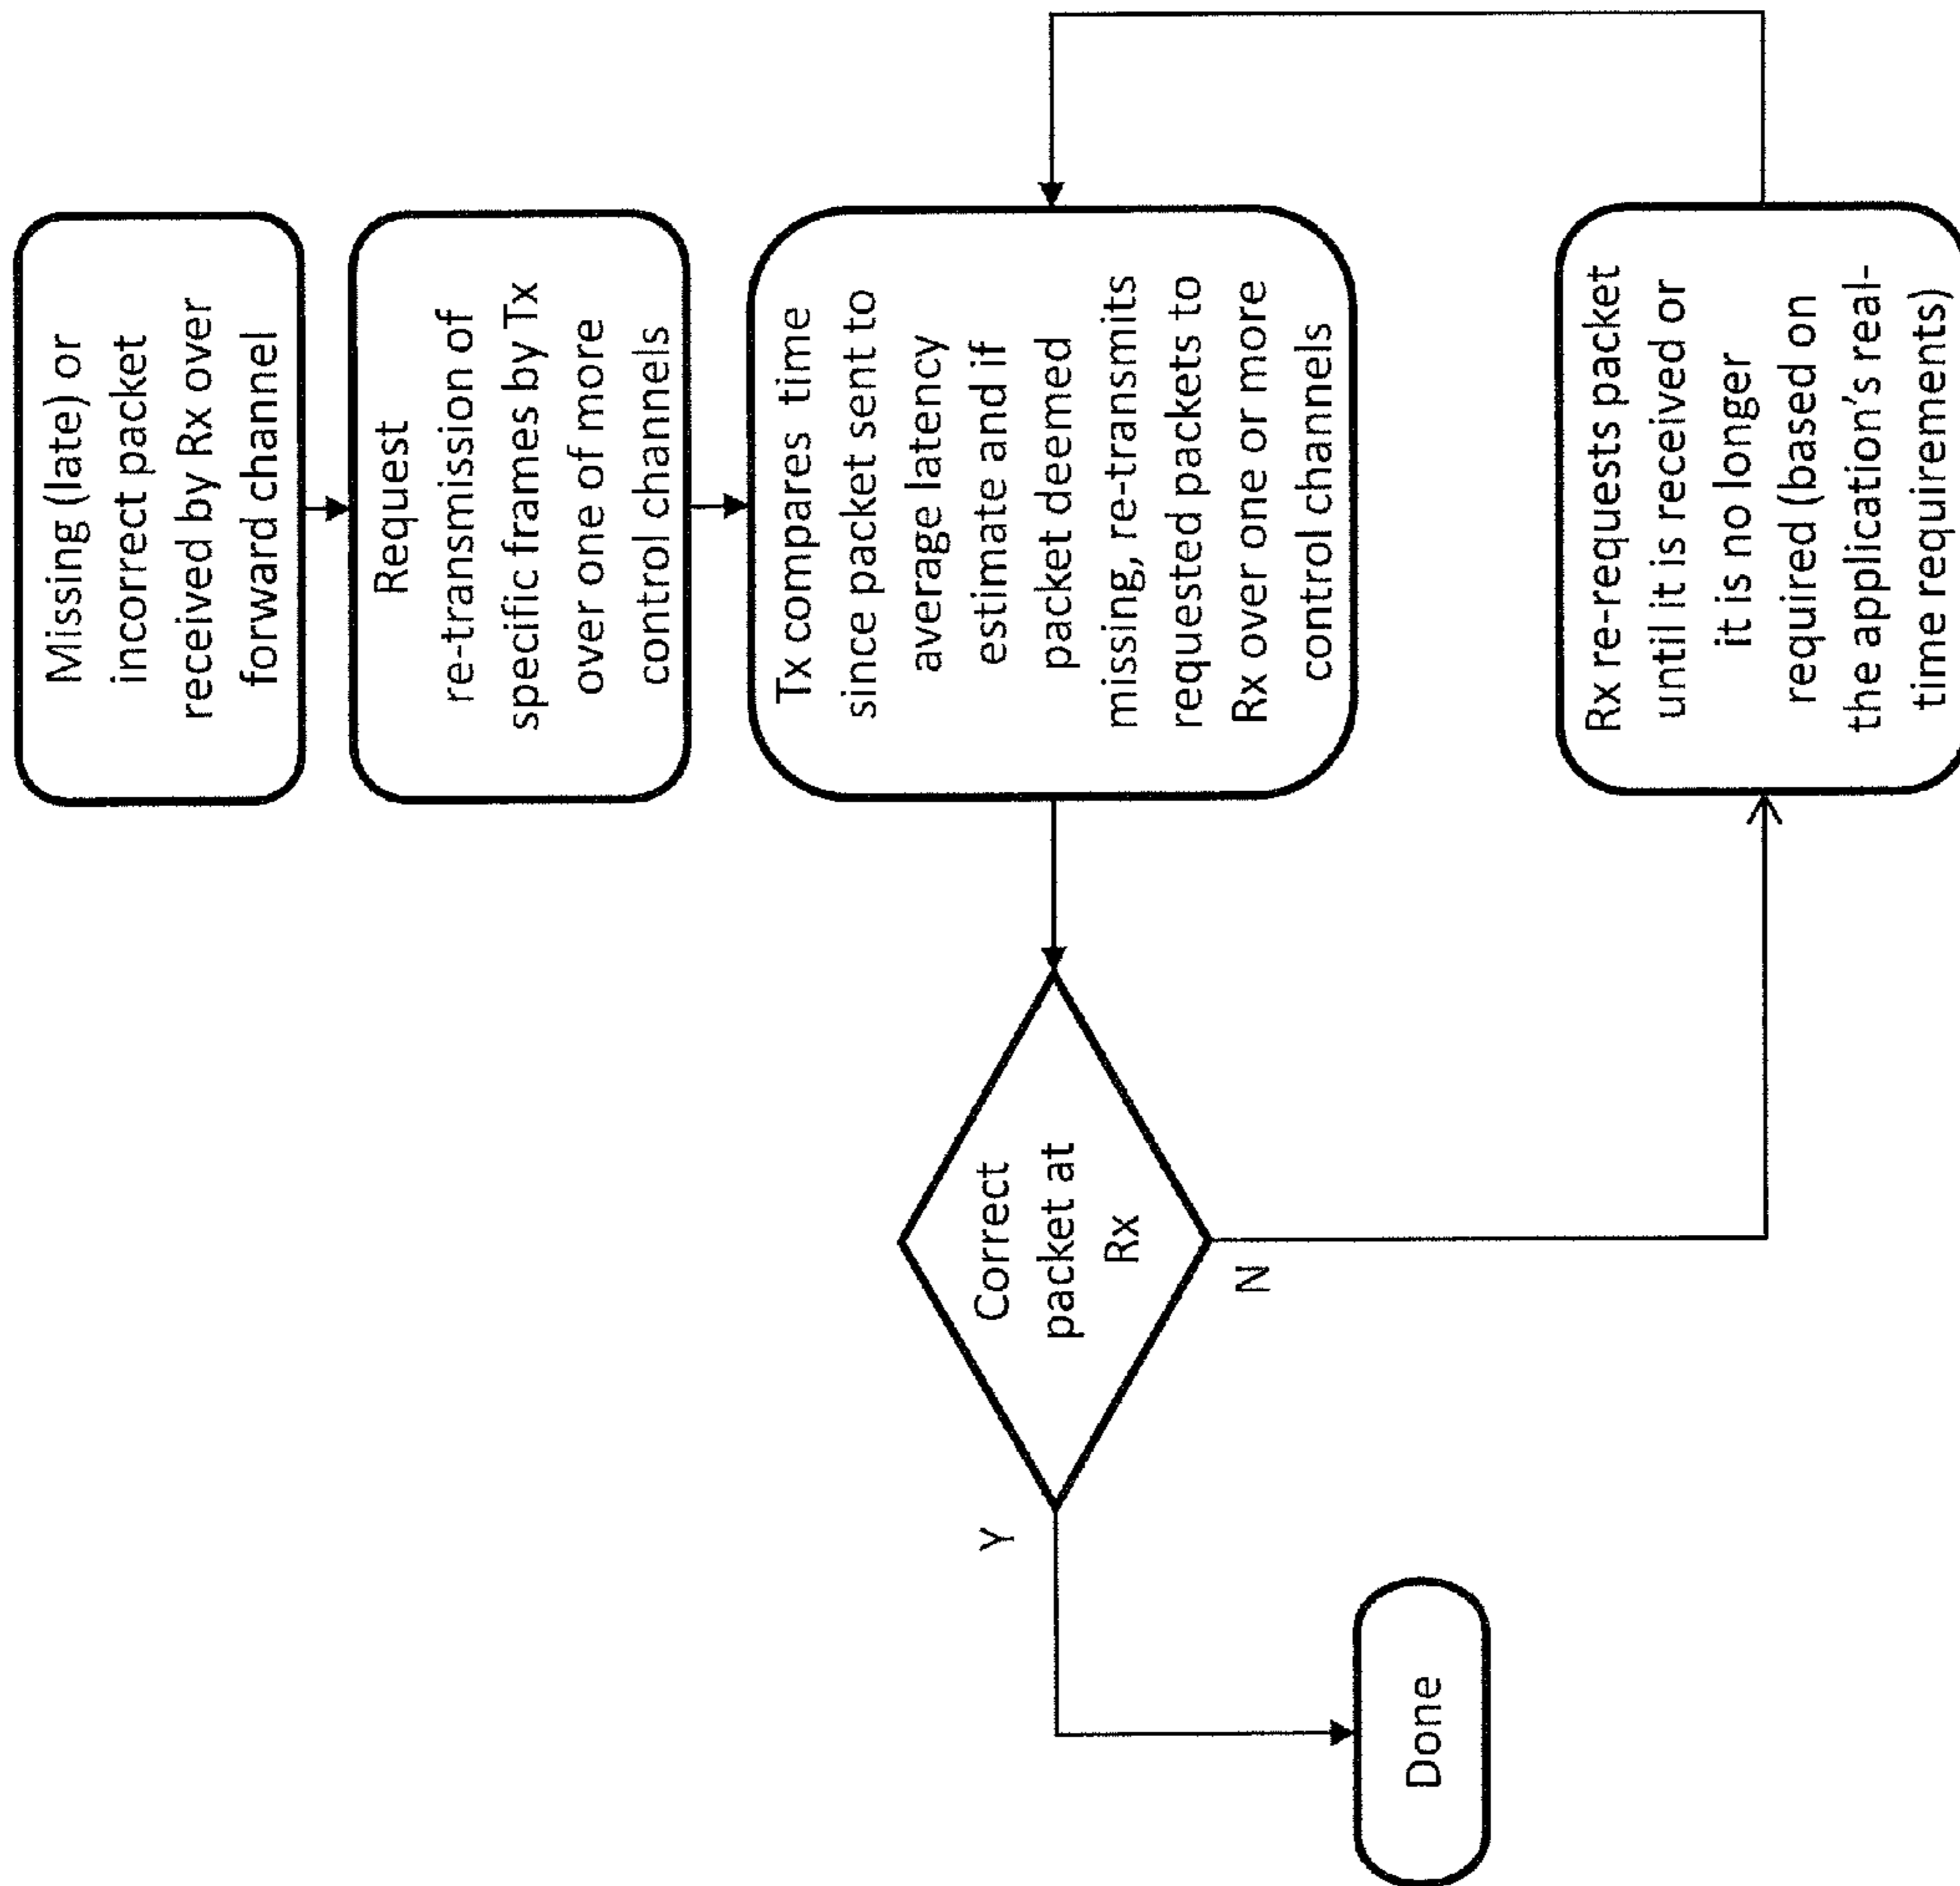 Missing (late) or
incorrect packet
received by Rx over
forward channel
Request
re-transmission of
specific frames by Tx
over one of more
control channels
Tx compares time
since packet sent to
average latency
estimate and if
packet deemed
missing, re-transmits
requested packets to
Rx over one or more
control channels
Correct
packet at
Rx
Y
N
Done
Rx re-requests packet
until it is received or
it is no longer
required (based on
the application's real-
time requirements)